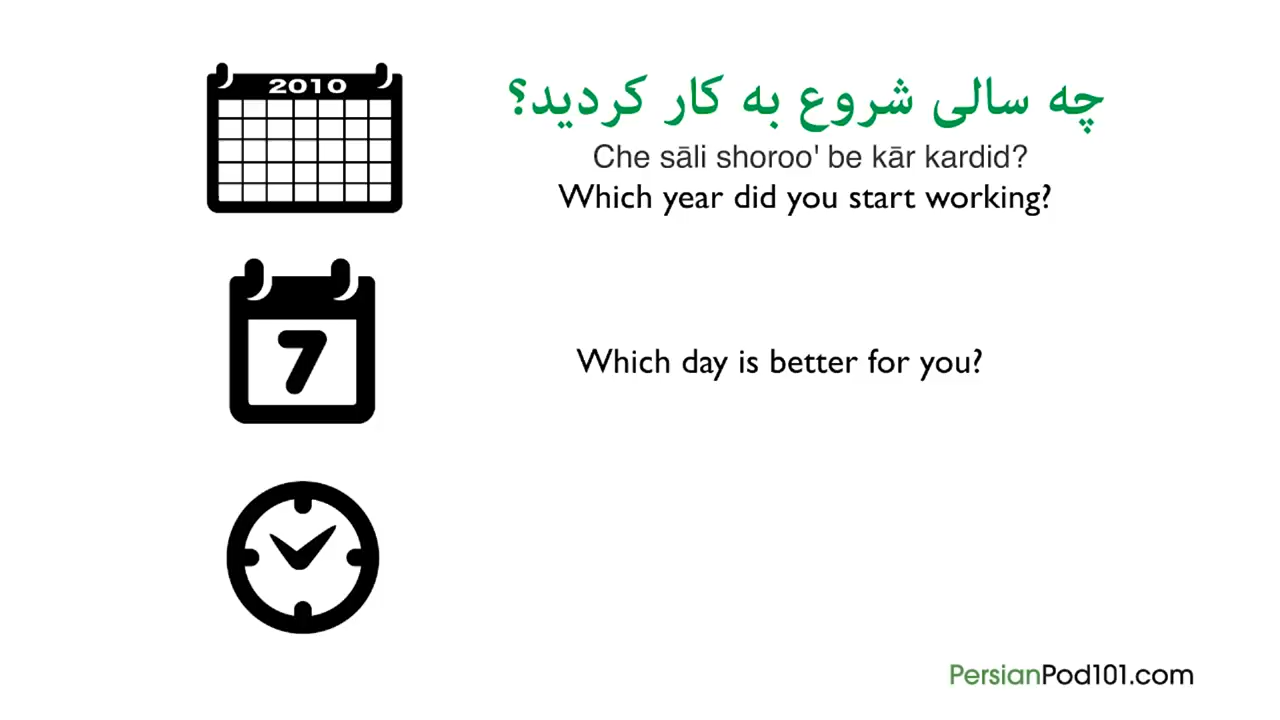 2010
چه سالی شروع به کار کردید؟
Che sāli shoroo' be kār kardid?
Which year did you start working?
7
Which day is better for you?
PersianPod101.com